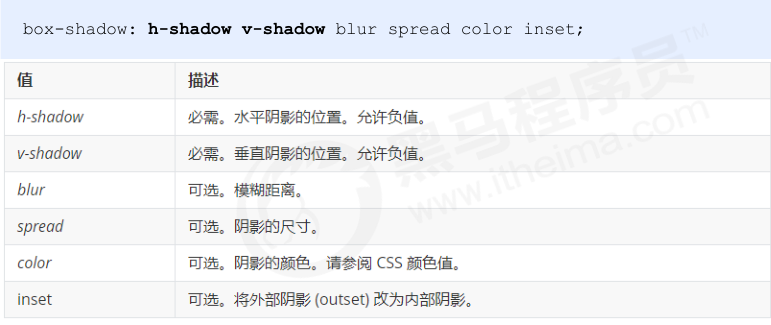 box-shadow: h-shadow v-shadow blur spread color inset;
值 描述
h-shadow 必需。水平阴影的位置。允许负值。
v-shadow 必需。垂直阴影的位置。允许负值。
blur 可选。模糊距离。
spread 可选。阴影的尺寸。
color 可选。阴影的颜色。请参阅 CSS 颜色值。
inset 可选。将外部阴影 (outset) 改为内部阴影。
黑马程序员™
www.itheima.com